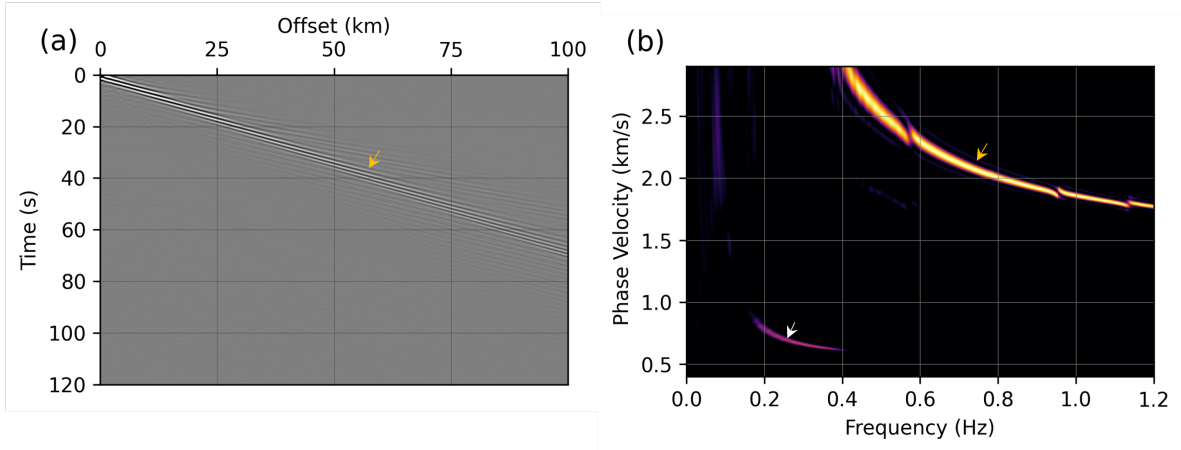 (a)
Offset (km)
0 25 50 75 100
Time (s)
0
20
40
60
80
100
120
(b)
Phase Velocity (km/s)
2.5
2.0
1.5
1.0
0.5
0.0 0.2 0.4 0.6 0.8 1.0 1.2
Frequency (Hz)